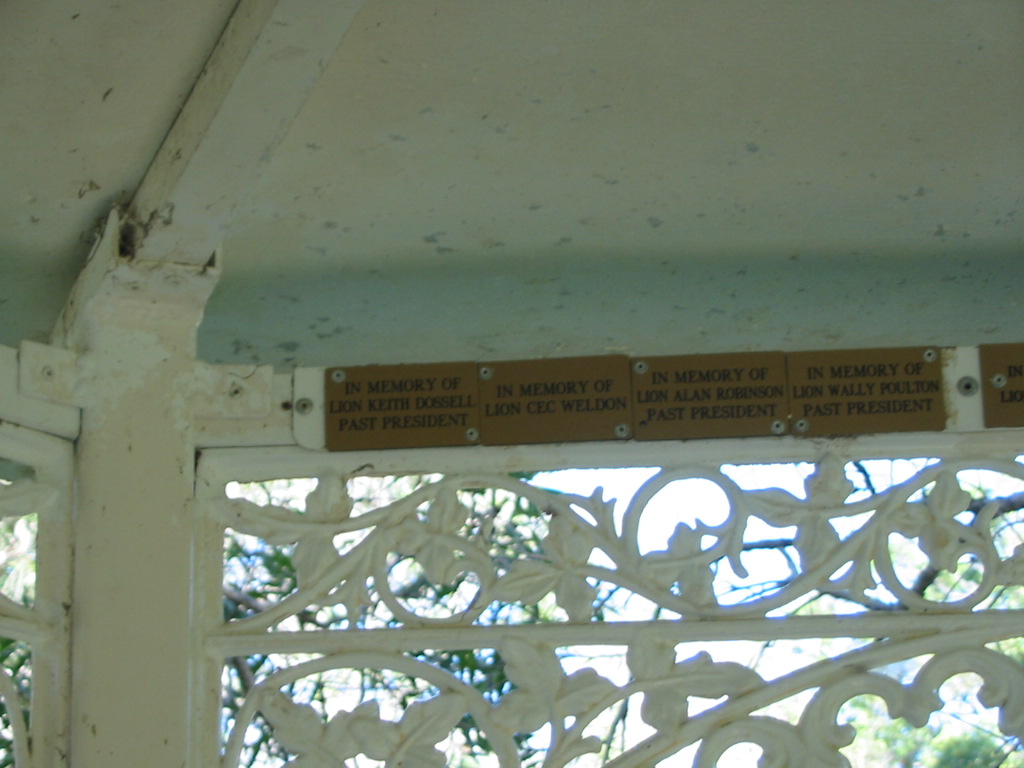 IN MEMORY OF
LION KEITH DOSSELL
PAST PRESIDENT
IN MEMORY OF
LION CEC WELDON
IN MEMORY OF
LION ALAN ROBINSON
PAST PRESIDENT
IN MEMORY OF
LION WALLY POULTON
PAST PRESIDENT
IN